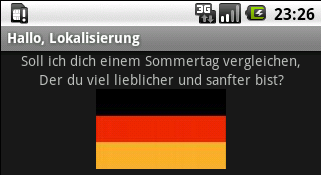 3G 23:26
Hallo, Lokalisierung
Soll ich dich einem Sommertag vergleichen,
Der du viel lieblicher und sanfter bist?